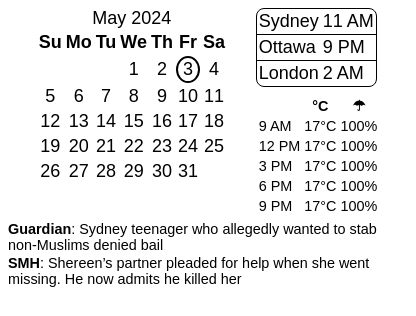 May 2024
Su Mo Tu We Th Fr Sa
1 2 3 4
5 6 7 8 9 10 11
12 13 14 15 16 17 18
19 20 21 22 23 24 25
26 27 28 29 30 31
Sydney 11 AM
Ottawa 9 PM
London 2 AM
°C ☂
9 AM 17°C 100%
12 PM 17°C 100%
3 PM 17°C 100%
6 PM 17°C 100%
9 PM 17°C 100%
Guardian: Sydney teenager who allegedly wanted to stab
non-Muslims denied bail
SMH: Shereen’s partner pleaded for help when she went
missing. He now admits he killed her